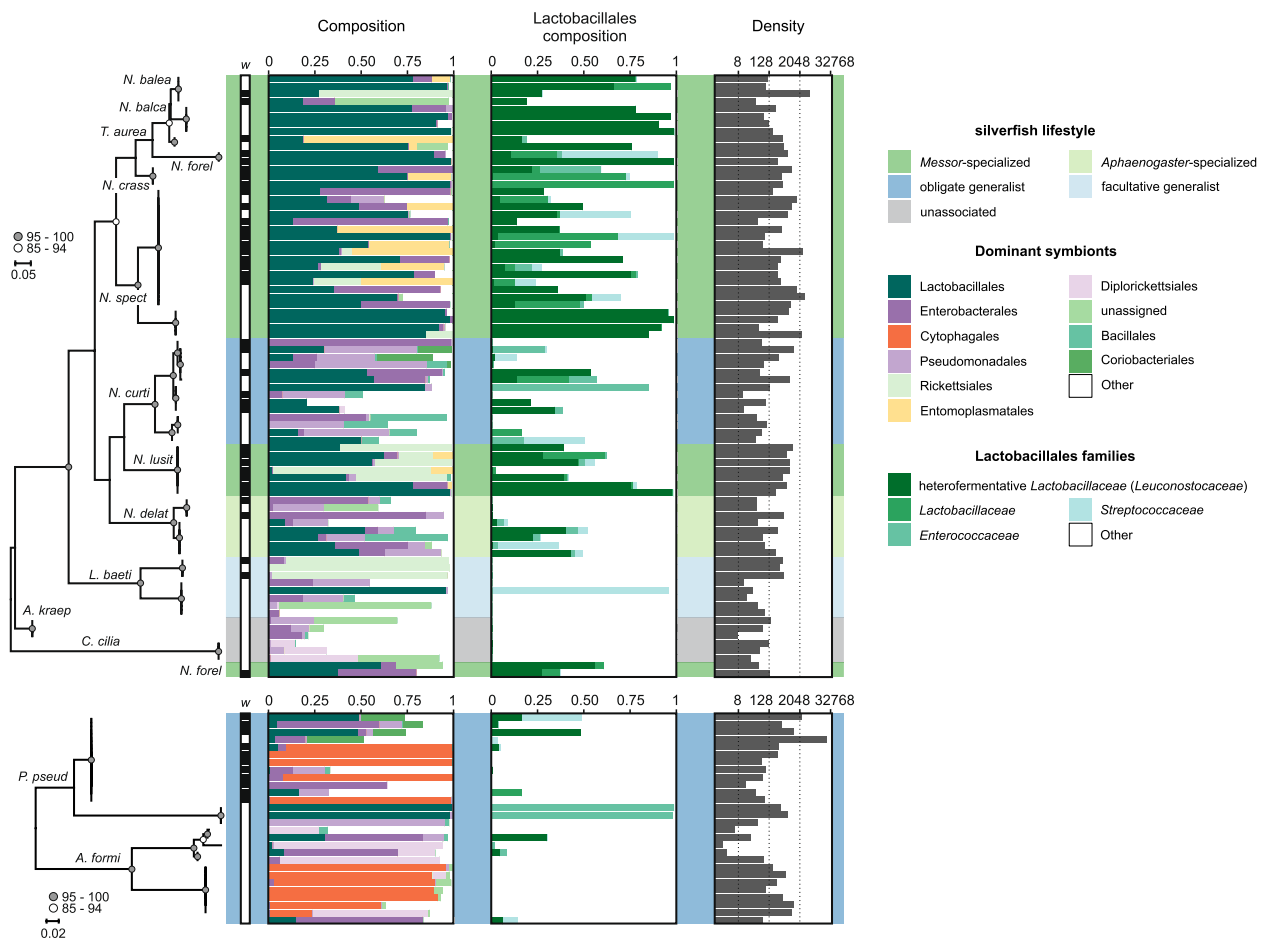 Composition
Lactobacillales
composition
Density
w
0 0.25 0.5 0.75 1
0 0.25 0.5 0.75 1
8 128 2048 32768
N. balea
N. balca
T. aurea
N. forel
N. crass
95 - 100
85 - 94
0.05
N. spect
N. curti
N. lusit
N. delat
L. baeti
A. kraep
C. cilia
N. forel
w
0 0.25 0.5 0.75 1
0 0.25 0.5 0.75 1
8 128 2048 32768
P. pseud
A. formi
95 - 100
85 - 94
0.02
silverfish lifestyle
Messor-specialized
Aphaenogaster-specialized
obligate generalist
facultative generalist
unassociated
Dominant symbionts
Lactobacillales
Diplorickettsiales
Enterobacterales
unassigned
Cytophagales
Bacillales
Pseudomonadales
Coriobacteriales
Rickettsiales
Other
Entomoplasmatales
Lactobacillales families
heterofermentative Lactobacillaceae (Leuconostocaceae)
Lactobacillaceae
Streptococcaceae
Enterococcaceae
Other